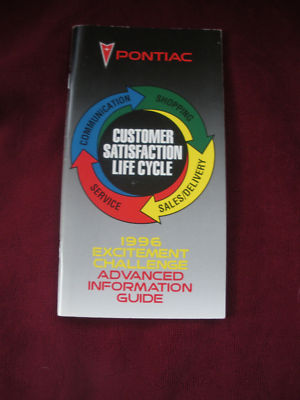 PONTIAC
COMMUNICATION
SHOPPING
CUSTOMER
SATISFACTION
LIFE CYCLE
SERVICE
SALES/DELIVERY
1996
EXCITEMENT
CHALLENGE
ADVANCED
INFORMATION
GUIDE